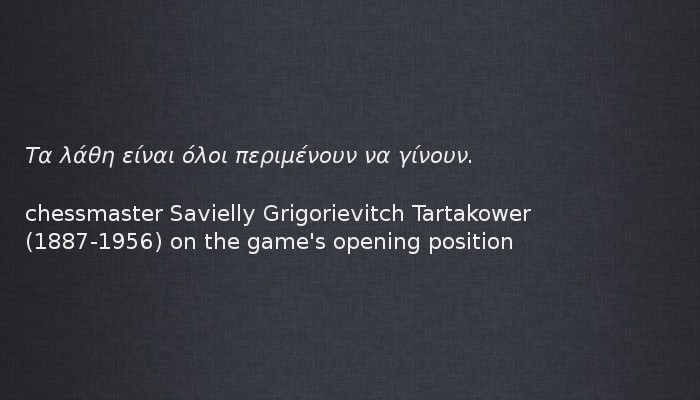 Τα λάθη είναι όλοι περιμένουν να γίνουν.
chessmaster Savielly Grigorievitch Tartakower
(1887-1956) on the game's opening position